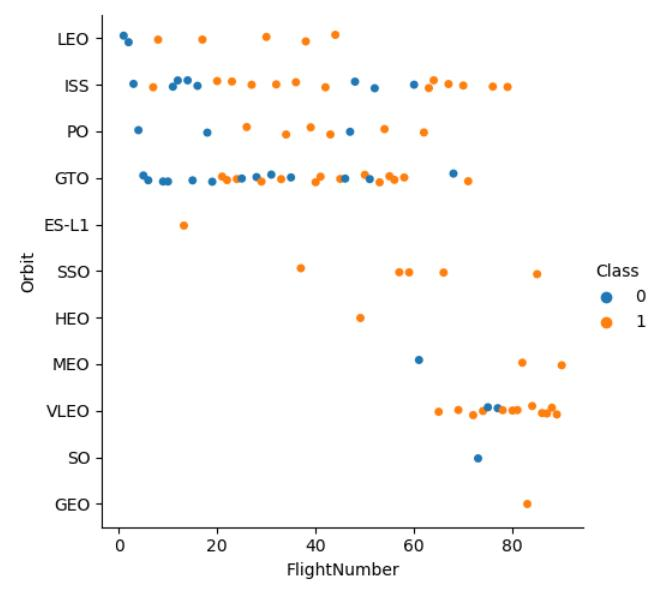 LEO
ISS
PO
GTO
ES-L1
SSO
HEO
MEO
VLEO
SO
GEO
Orbit
0
20
40
60
80
FlightNumber
Class
0
1